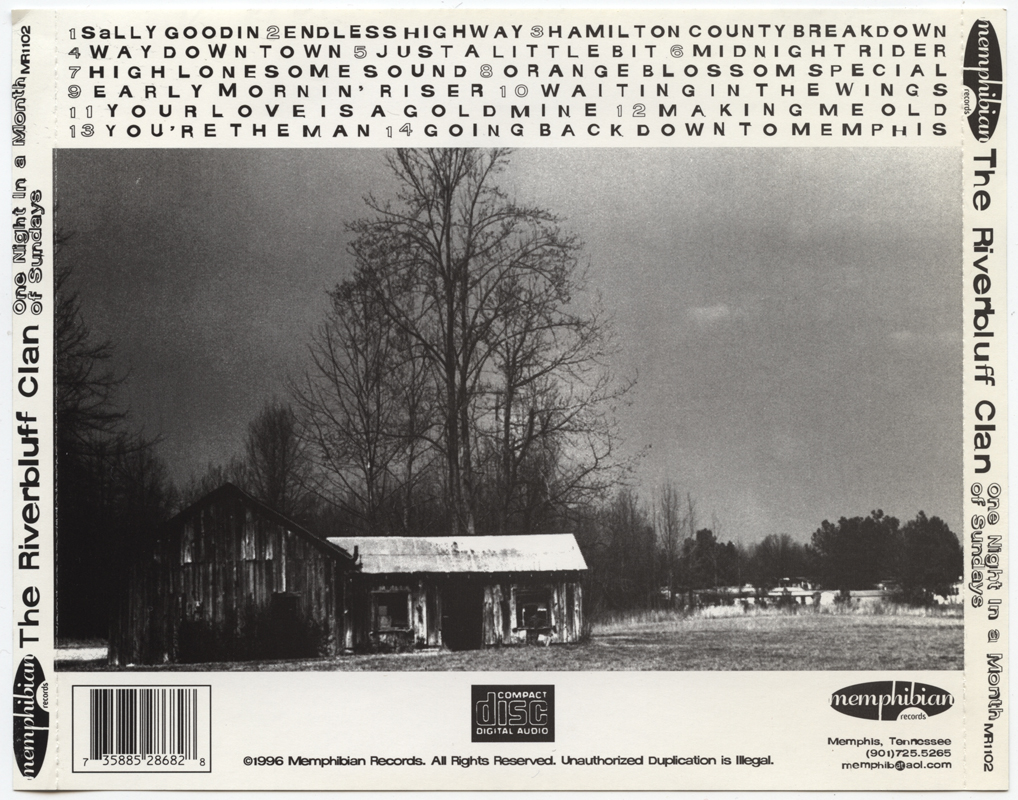 1 SaLLY GOODIN 2 ENDLESS HIGHWAY 3 HAMILTON COUNTY BREAKDOWN
4 WAY DOWNTOWN 5 JUST A LITTLE BIT 6 MIDNIGHT RIDER
7 HIGH LONESOME SOUND 8 ORANGE BLOSSOM SPECIAL
9 EARLY MORNIN' RISER 10 WAITING IN THE WINGS
11 YOUR LOVE IS A GOLD MINE 12 MAKING ME OLD
13 YOU'RE THE MAN 14 GOING BACK DOWN TO MEMPHIS
memphibian
records
The Riverbluff Clan
One Night In a Month
of Sundays
MR1102
memphibian
records
The Riverbluff Clan
One Night In a Month
of Sundays
MR1102
7 35885 28682 8
COMPACT
disc
DIGITAL AUDIO
©1996 Memphibian Records. All Rights Reserved. Unauthorized Duplication is Illegal.
memphibian
records
Memphis, Tennessee
(901)725.5265
memphib@aol.com